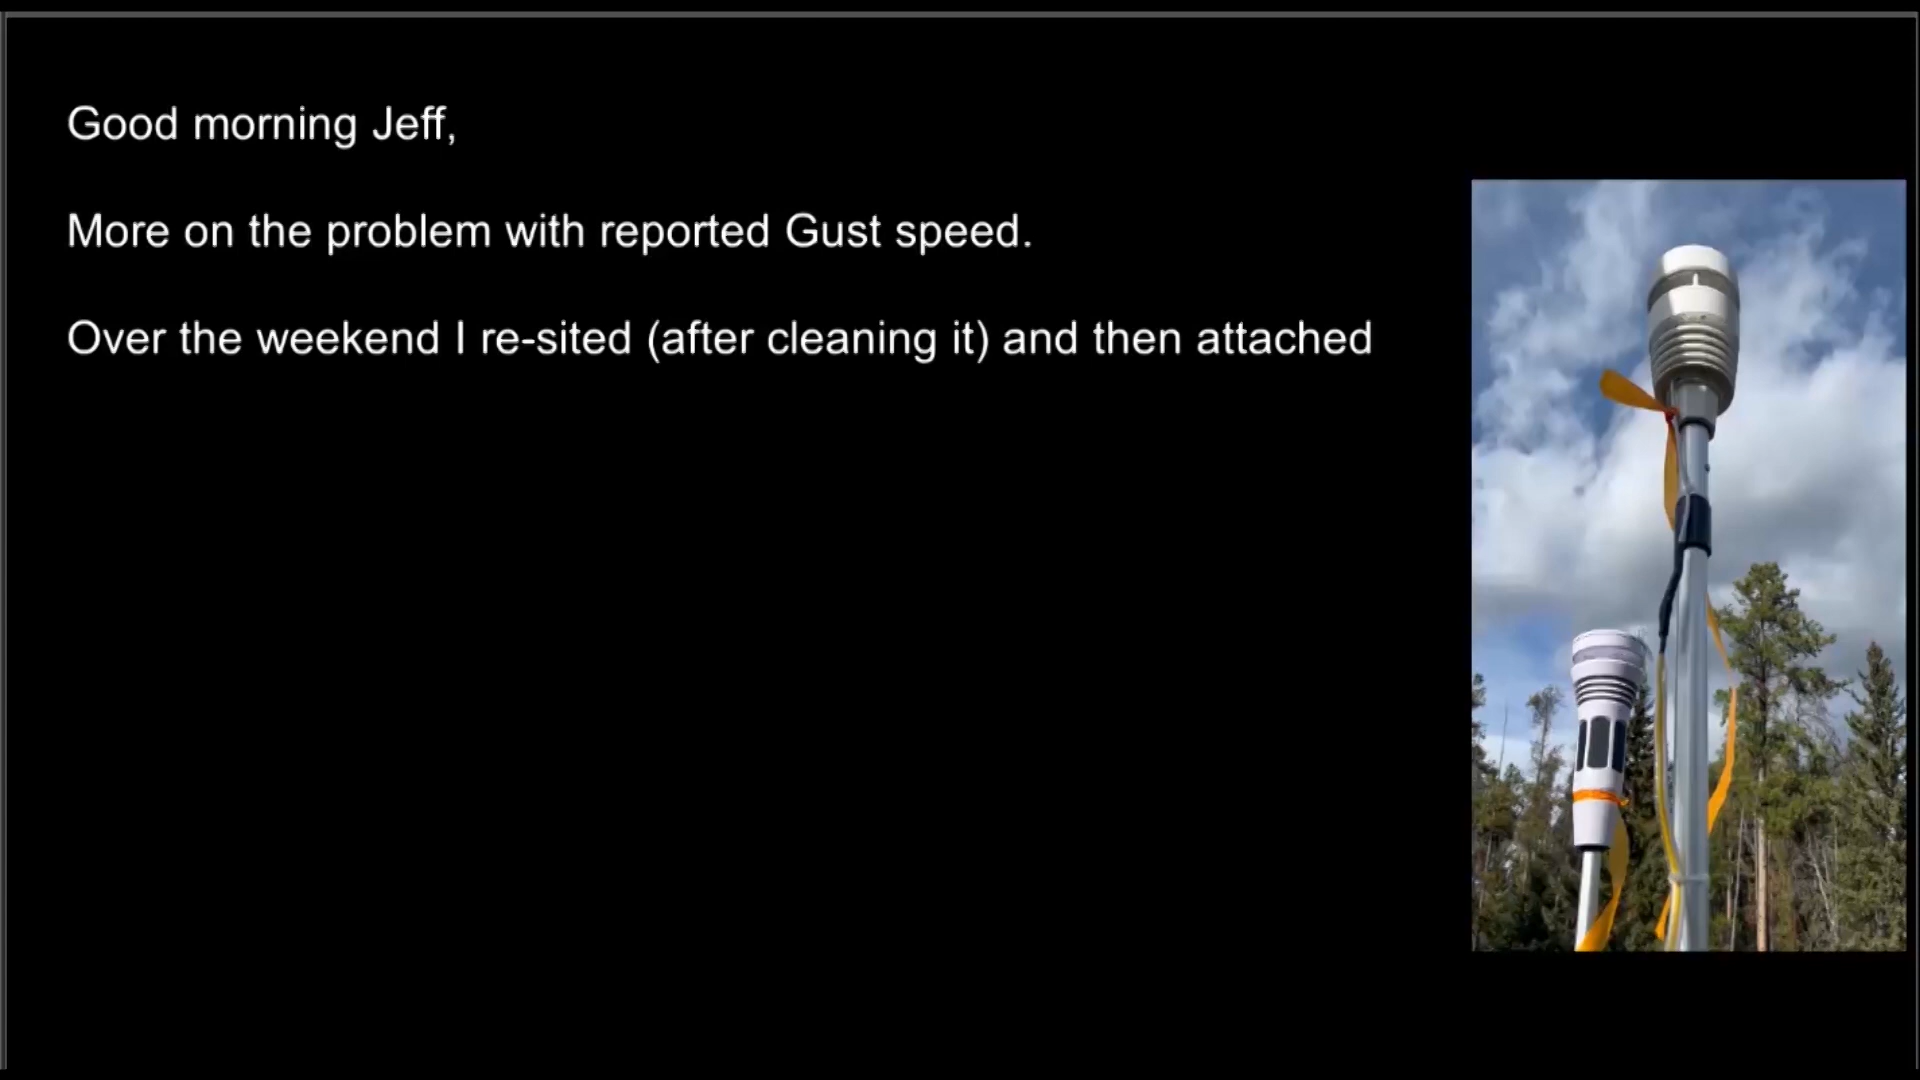 Good morning Jeff,
More on the problem with reported Gust speed.
Over the weekend I re-sited (after cleaning it) and then attached